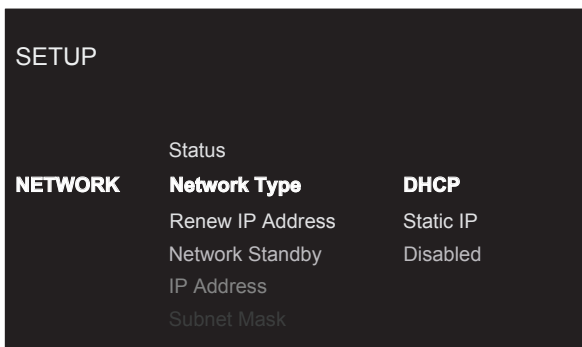 SETUP
Status
NETWORK Network Type DHCP
Renew IP Address Static IP
Network Standby Disabled
IP Address
Subnet Mask